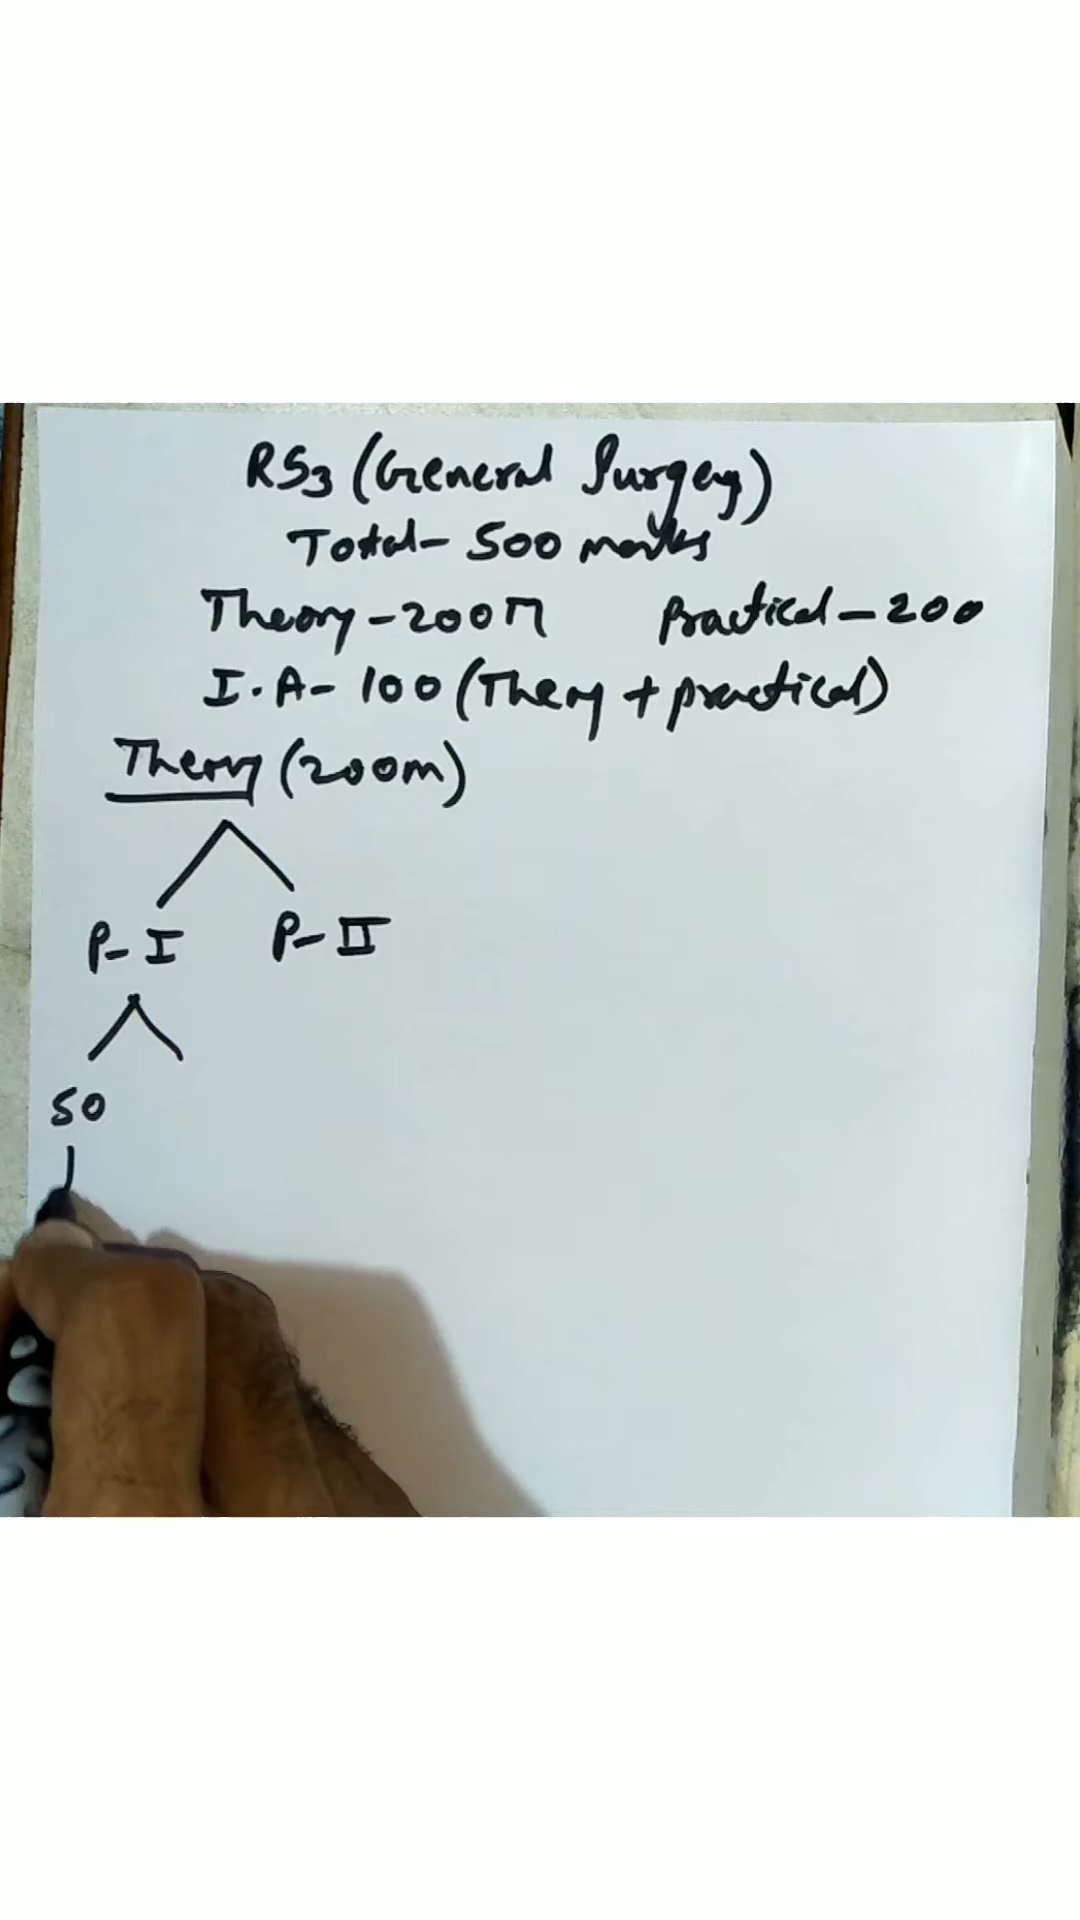 RS3 (General Surgery)
Total - 500 marks
Theory - 200M Practical - 200
I.A - 100 (Theory + practical)
Theory (200m)
P-I P-II
50